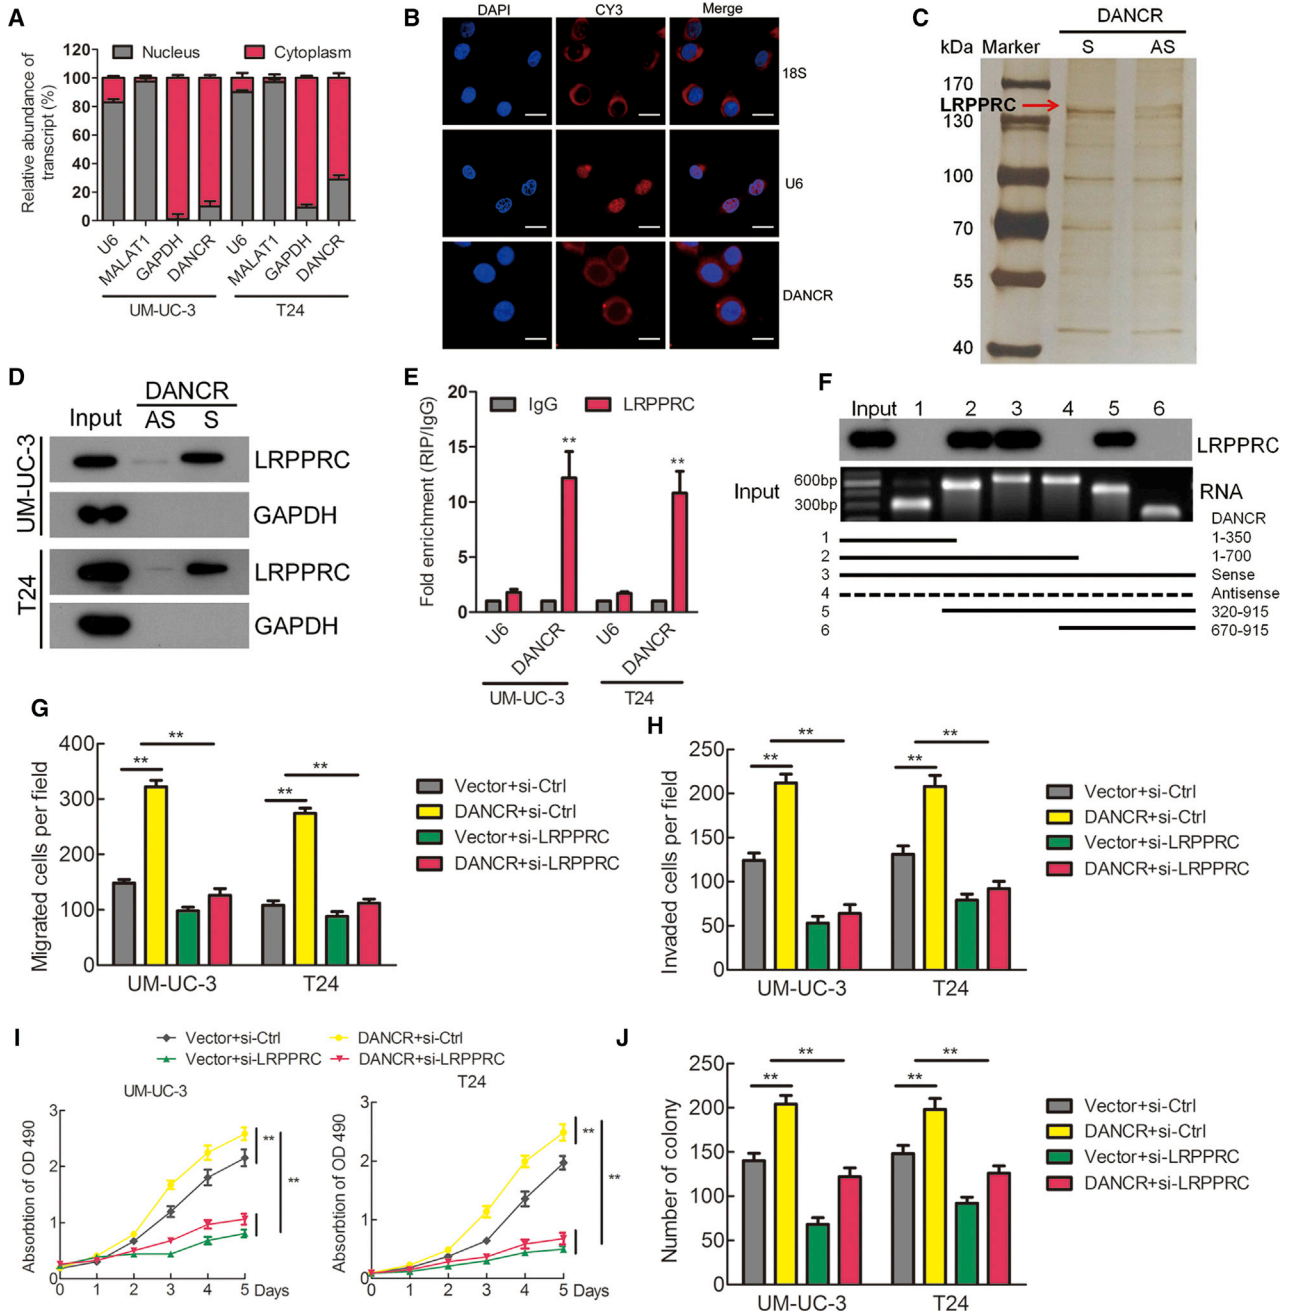 A
Relative abundance of
transcript (%)
120
100
80
60
40
20
0
Nucleus
Cytoplasm
U6
MALAT1
GAPDH
DANCR
U6
MALAT1
GAPDH
DANCR
UM-UC-3
T24
B
DAPI
CY3
Merge
18S
U6
DANCR
C
DANCR
kDa
Marker
S
AS
170
LRPPRC
130
100
70
55
40
D
DANCR
Input
AS
S
UM-UC-3
LRPPRC
GAPDH
T24
LRPPRC
GAPDH
E
Fold enrichment (RIP/IgG)
20
15
10
5
0
IgG
LRPPRC
**
**
U6
DANCR
U6
DANCR
UM-UC-3
T24
F
Input
1
2
3
4
5
6
LRPPRC
Input
600bp
300bp
RNA
DANCR
1
1-350
2
1-700
3
Sense
4
Antisense
5
320-915
6
670-915
G
Migrated cells per field
400
300
200
100
0
**
**
**
**
UM-UC-3
T24
Vector+si-Ctrl
DANCR+si-Ctrl
Vector+si-LRPPRC
DANCR+si-LRPPRC
H
Invaded cells per field
250
200
150
100
50
0
**
**
**
**
UM-UC-3
T24
Vector+si-Ctrl
DANCR+si-Ctrl
Vector+si-LRPPRC
DANCR+si-LRPPRC
I
Vector+si-Ctrl
DANCR+si-Ctrl
Vector+si-LRPPRC
DANCR+si-LRPPRC
UM-UC-3
Absorbtion of OD 490
3
2
1
0
0
1
2
3
4
5
Days
**
**
T24
Absorbtion of OD 490
3
2
1
0
0
1
2
3
4
5
Days
**
**
J
Number of colony
250
200
150
100
50
0
**
**
**
**
UM-UC-3
T24
Vector+si-Ctrl
DANCR+si-Ctrl
Vector+si-LRPPRC
DANCR+si-LRPPRC